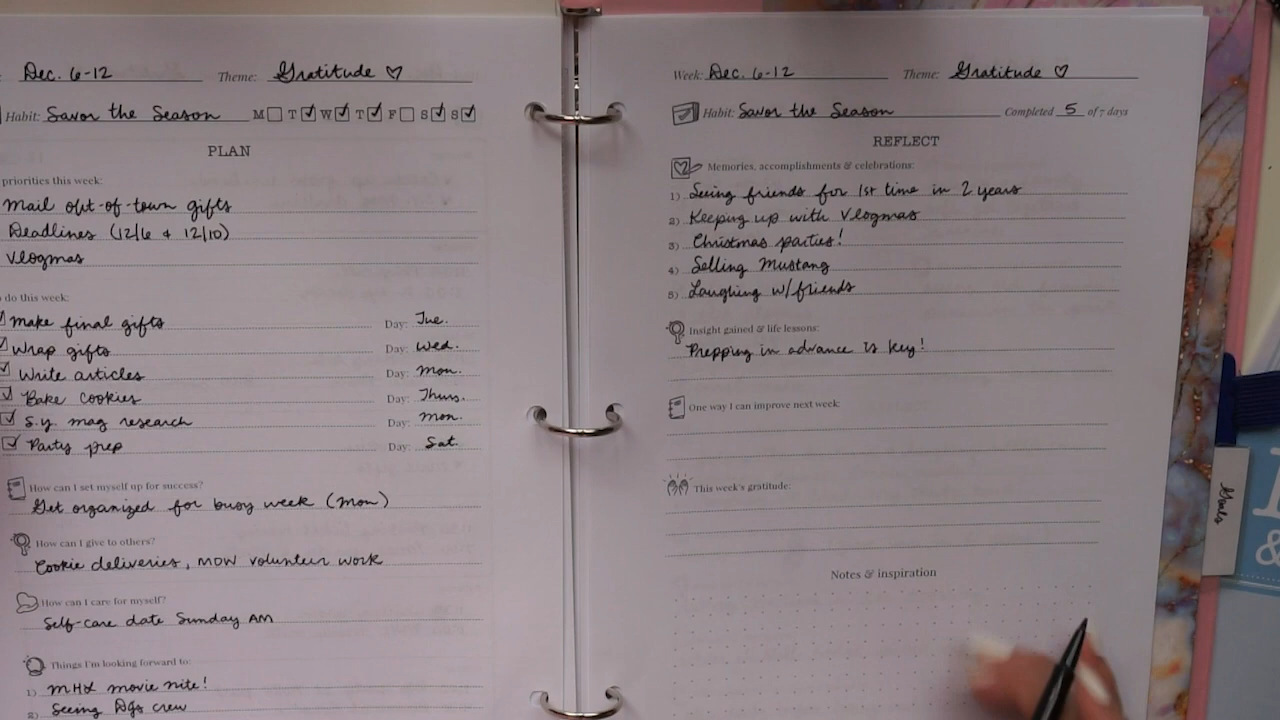 Dec. 6-12 Theme: Gratitude
Habit: Savor the Season M T W T F S S
PLAN
priorities this week:
Mail out-of-town gifts
Deadlines (12/6 + 12/10)
Vlogmas
do this week:
Make final gifts Day: Tue.
Wrap gifts Day: Wed.
Write articles Day: Mon.
Bake cookies Day: Thurs.
S.y. mag research Day: Mon.
Party prep Day: Sat.
How can I set myself up for success?
Get organized for busy week (Mon)
How can I give to others?
Cookie deliveries, MOW volunteer work
How can I care for myself?
Self-care date Sunday AM
Things I'm looking forward to:
1) movie nite!
2) Seeing crew
Week: Dec. 6-12 Theme: Gratitude
Habit: Savor the Season Completed 5 of 7 days
REFLECT
Memories, accomplishments & celebrations:
1) Seeing friends for 1st time in 2 years
2) Keeping up with Vlogmas
3) Christmas parties!
4) Selling Mustang
5) Laughing w/friends
Insight gained & life lessons:
Prepping in advance is key!
One way I can improve next week:
This week's gratitude:
Notes & inspiration
Goals
&